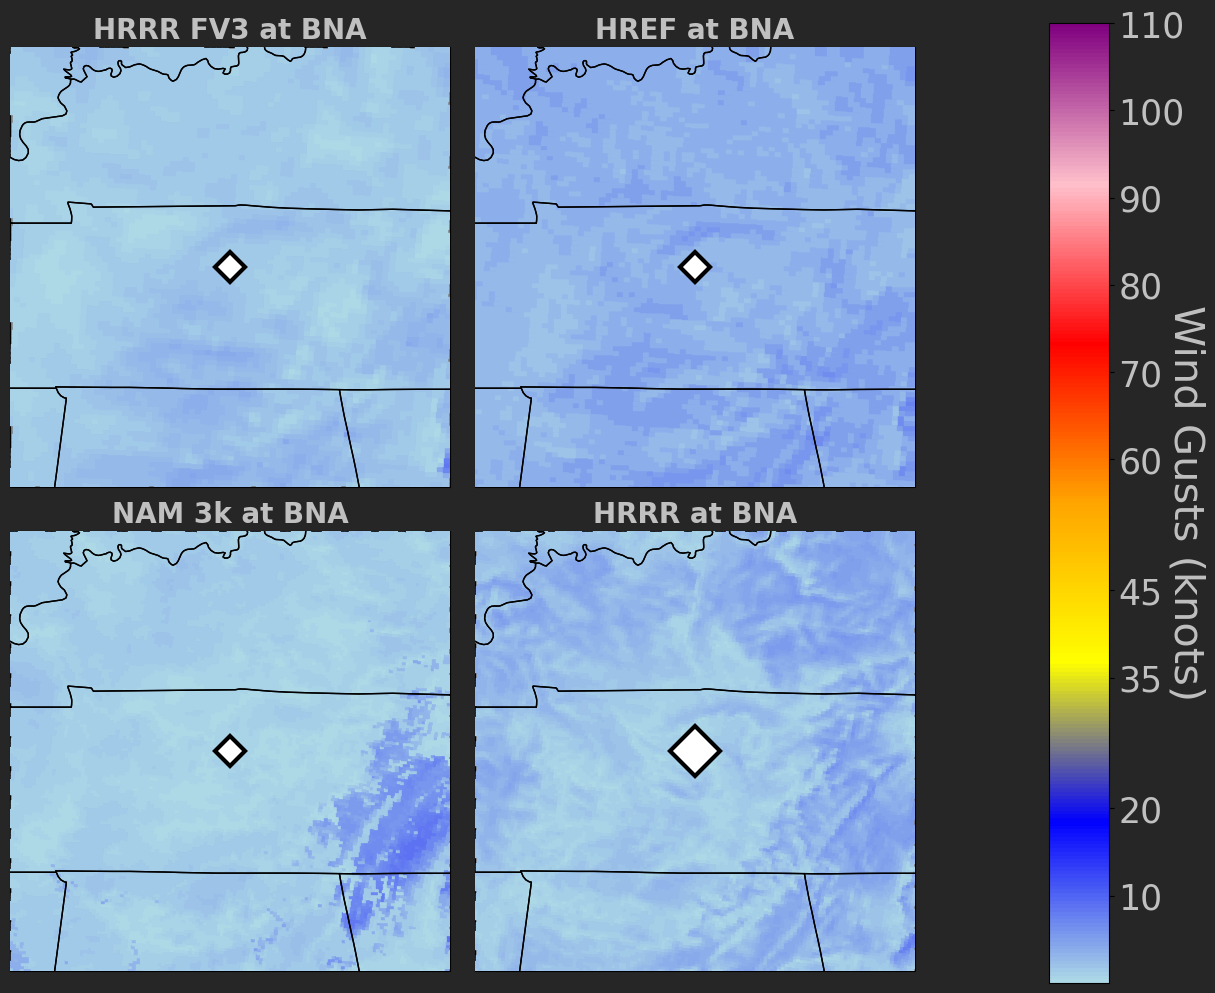 HRRR FV3 at BNA
HREF at BNA
NAM 3k at BNA
HRRR at BNA
110
100
90
80
70
60
45
35
20
10
Wind Gusts (knots)